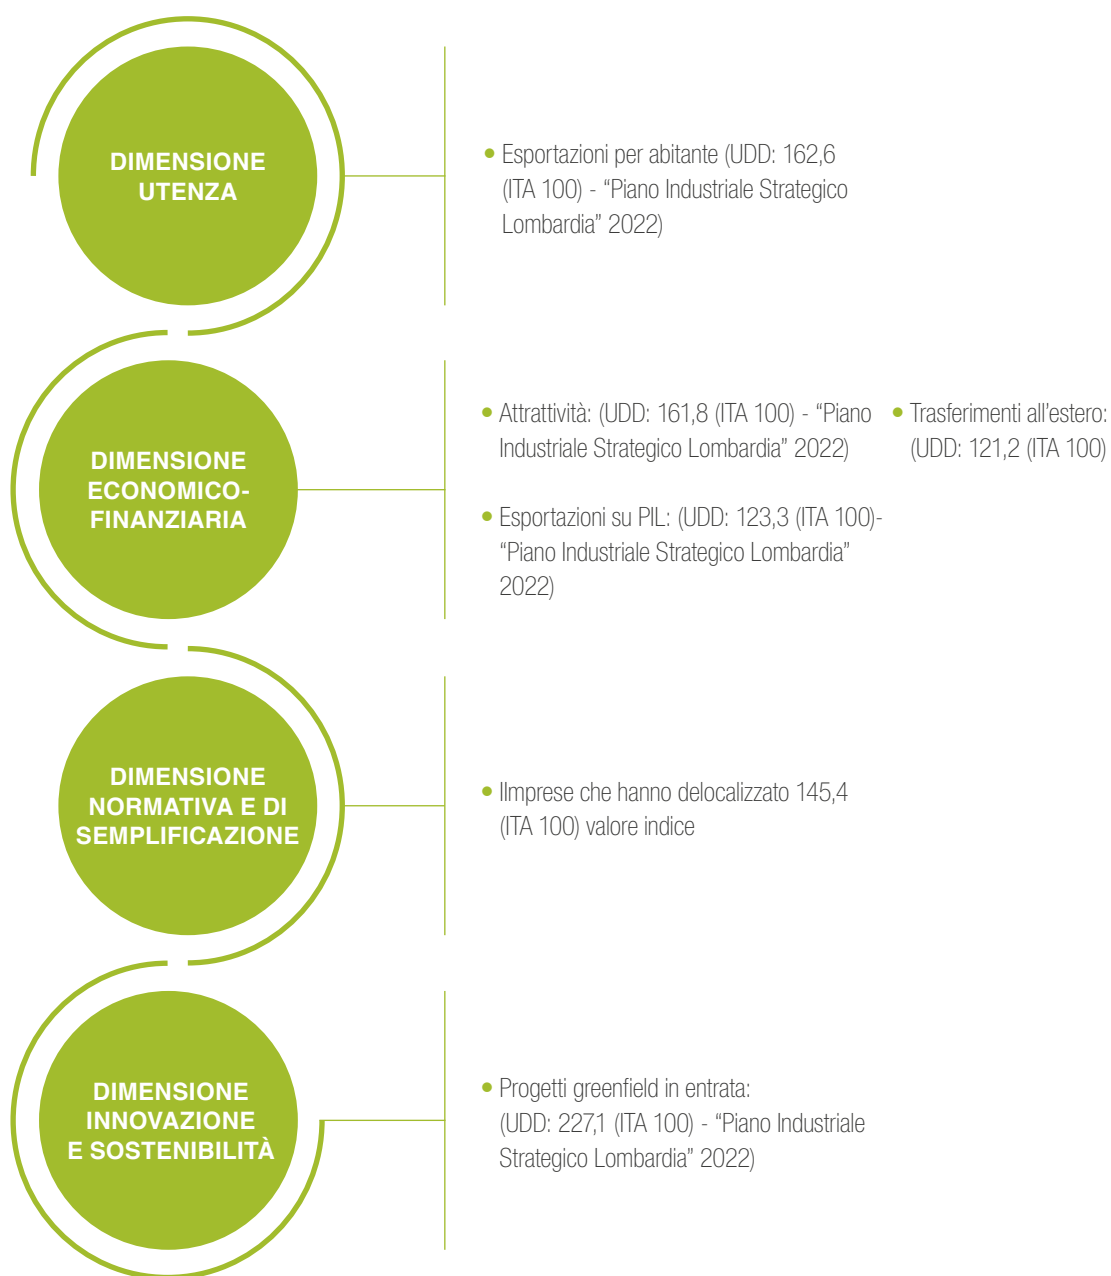 DIMENSIONE
UTENZA
• Esportazioni per abitante (UDD: 162,6
(ITA 100) - “Piano Industriale Strategico
Lombardia” 2022)
DIMENSIONE
ECONOMICO-
FINANZIARIA
• Attrattività: (UDD: 161,8 (ITA 100) - “Piano
Industriale Strategico Lombardia” 2022)
• Esportazioni su PIL: (UDD: 123,3 (ITA 100)-
“Piano Industriale Strategico Lombardia”
2022)
• Trasferimenti all’estero:
(UDD: 121,2 (ITA 100)
DIMENSIONE
NORMATIVA E DI
SEMPLIFICAZIONE
• IImprese che hanno delocalizzato 145,4
(ITA 100) valore indice
DIMENSIONE
INNOVAZIONE
E SOSTENIBILITÀ
• Progetti greenfield in entrata:
(UDD: 227,1 (ITA 100) - “Piano Industriale
Strategico Lombardia” 2022)